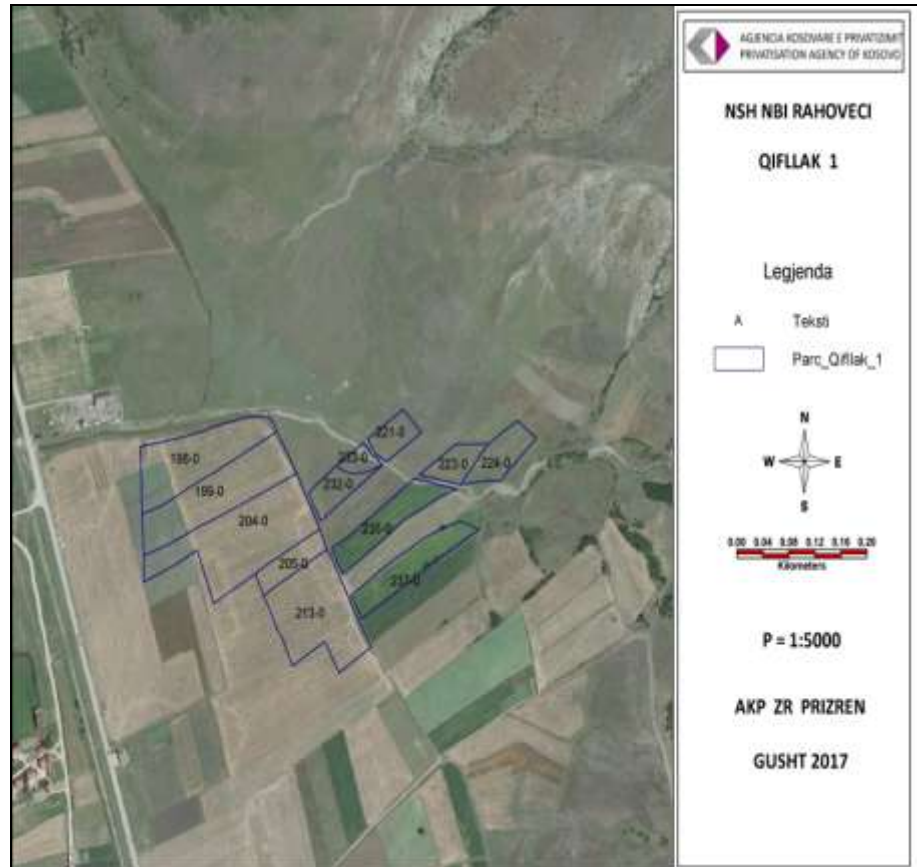 AGJENCIA KOSOVARE E PRIVATIZIMIT
PRIVATISATION AGENCY OF KOSOVO
NSH NBI RAHOVECI
QIFLLAK 1
Legjenda
A Teksti
Parc_Qifllak_1
N
W E
S
0.00 0.04 0.08 0.12 0.16 0.20
Kilometers
P = 1:5000
AKP ZR PRIZREN
GUSHT 2017
221-0
198-0
223-0
224-0
199-0
232-0
204-0
205-0
217-0
213-0